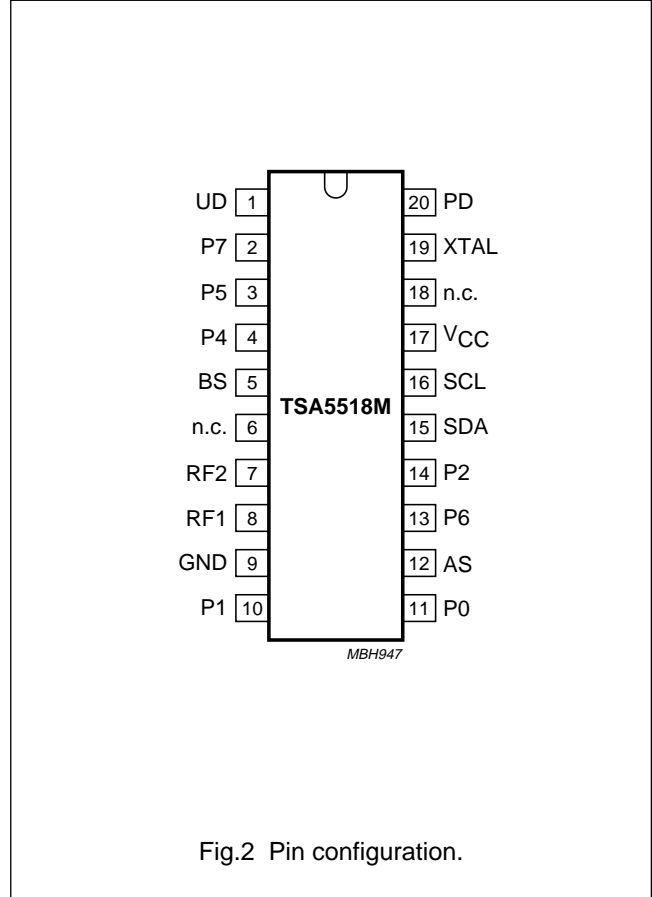 UD 1 20 PD
P7 2 19 XTAL
P5 3 18 n.c.
P4 4 17 VCC
BS 5 16 SCL
TSA5518M
n.c. 6 15 SDA
RF2 7 14 P2
RF1 8 13 P6
GND 9 12 AS
P1 10 11 P0
MBH947
Fig.2 Pin configuration.